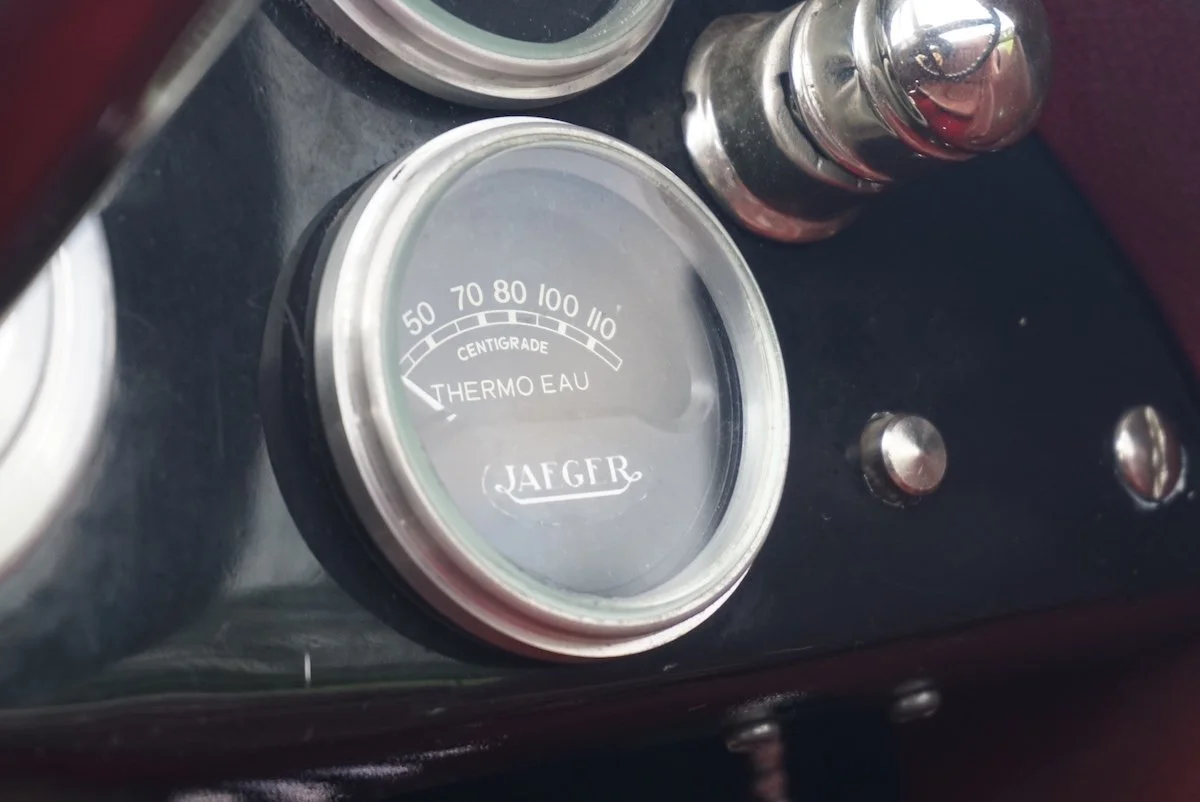 50 70 80 100 110
CENTIGRADE
THERMO EAU
JAEGER